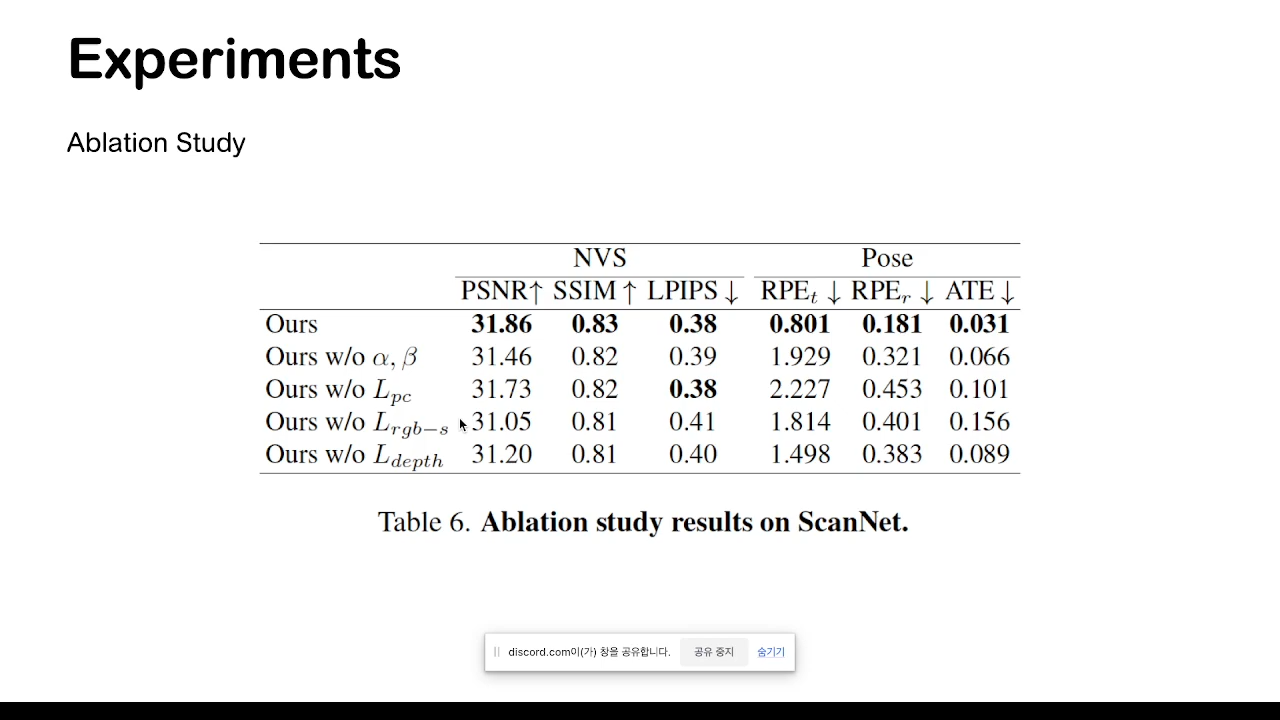 Experiments
Ablation Study
NVS Pose
PSNR↑ SSIM ↑ LPIPS ↓ RPE_t ↓ RPE_r ↓ ATE ↓
Ours 31.86 0.83 0.38 0.801 0.181 0.031
Ours w/o α, β 31.46 0.82 0.39 1.929 0.321 0.066
Ours w/o L_pc 31.73 0.82 0.38 2.227 0.453 0.101
Ours w/o L_rgb−s 31.05 0.81 0.41 1.814 0.401 0.156
Ours w/o L_depth 31.20 0.81 0.40 1.498 0.383 0.089
Table 6. Ablation study results on ScanNet.
discord.com이(가) 창을 공유합니다. 공유 중지 숨기기